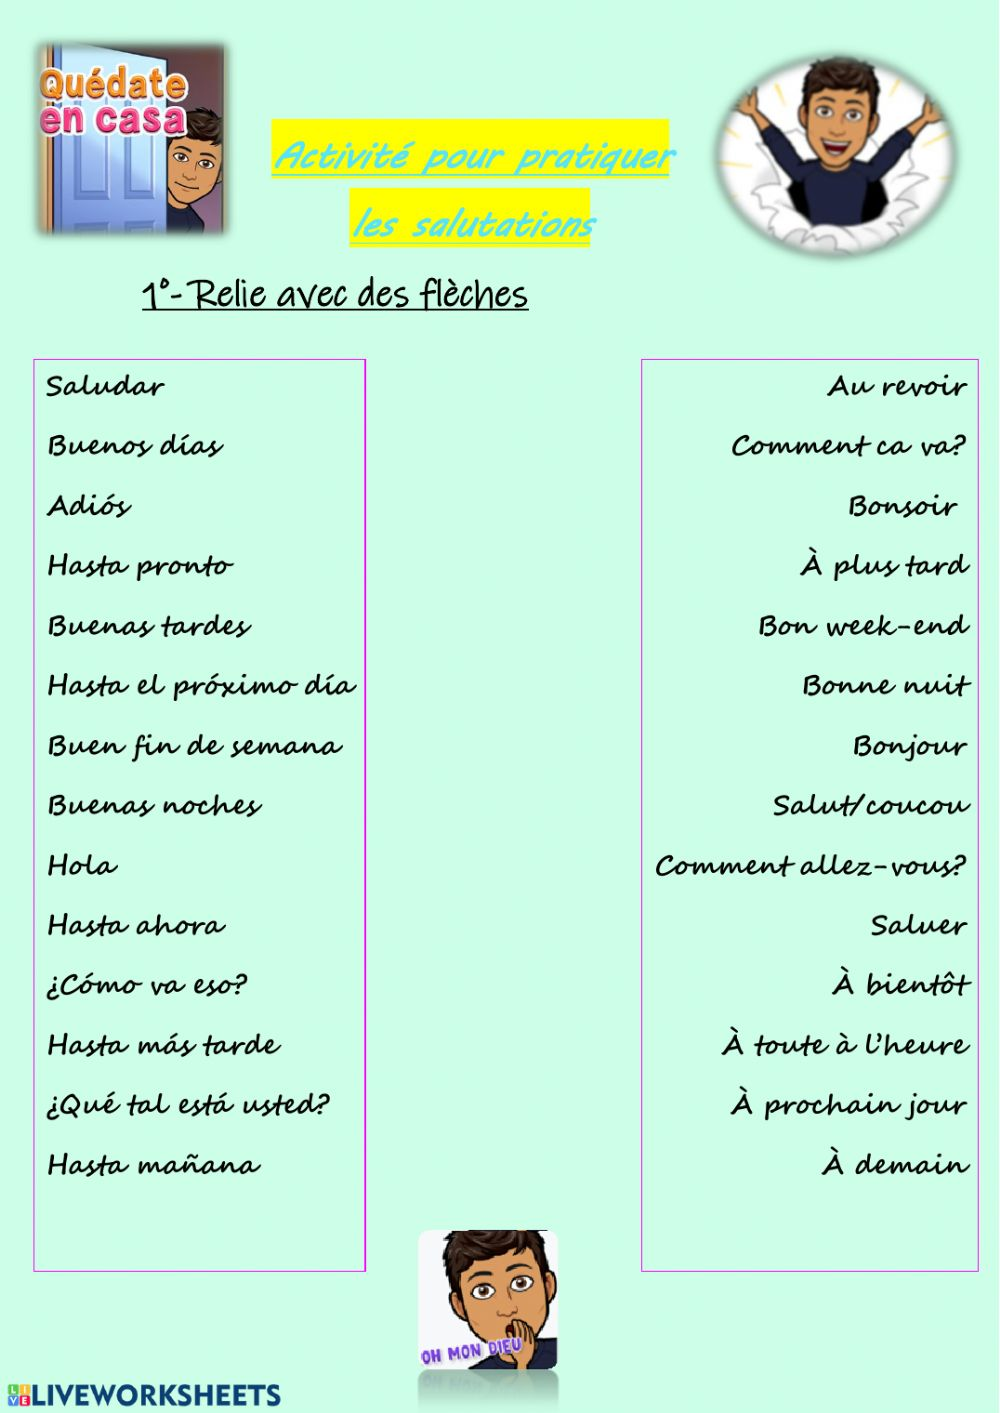 Quédate
en casa
Activité pour pratiquer
les salutations
1°- Relie avec des flèches
Saludar
Buenos días
Adiós
Hasta pronto
Buenas tardes
Hasta el próximo día
Buen fin de semana
Buenas noches
Hola
Hasta ahora
¿Cómo va eso?
Hasta más tarde
¿Qué tal está usted?
Hasta mañana
Au revoir
Comment ca va?
Bonsoir
À plus tard
Bon week-end
Bonne nuit
Bonjour
Salut/coucou
Comment allez-vous?
Saluer
À bientôt
À toute à l'heure
À prochain jour
À demain
OH MON DIEU
LIVE LIVEWORKSHEETS